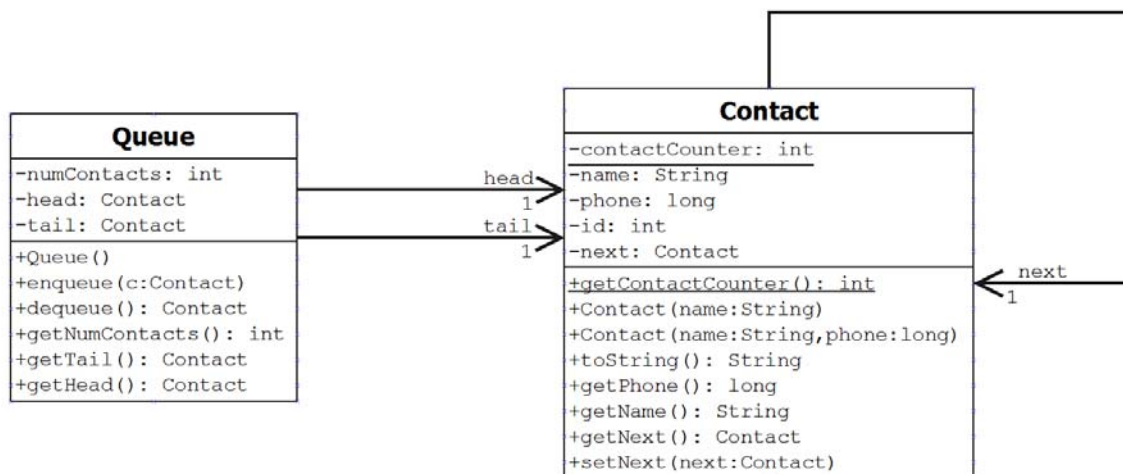 Queue
-numContacts: int
-head: Contact
-tail: Contact
+Queue()
+enqueue(c:Contact)
+dequeue(): Contact
+getNumContacts(): int
+getTail(): Contact
+getHead(): Contact
head
1
tail
1
Contact
-contactCounter: int
-name: String
-phone: long
-id: int
-next: Contact
+getContactCounter(): int
+Contact(name:String)
+Contact(name:String,phone:long)
+toString(): String
+getPhone(): long
+getName(): String
+getNext(): Contact
+setNext(next:Contact)
next
1